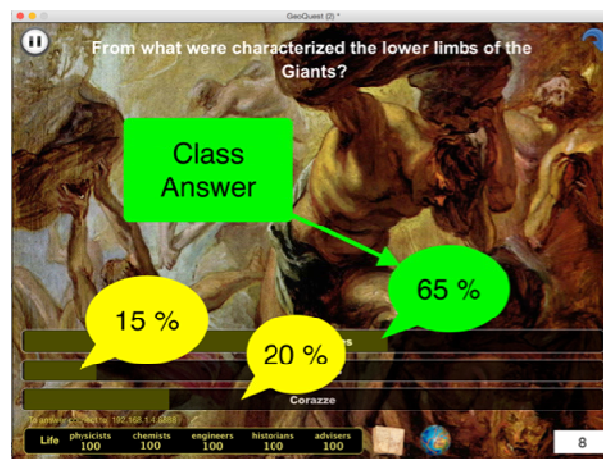 GeoQuest (2) *
From what were characterized the lower limbs of the
Giants?
Class
Answer
65 %
15 %
20 %
Corazze
Life
physicists
100
chemists
100
engineers
100
historians
100
advisers
100
8